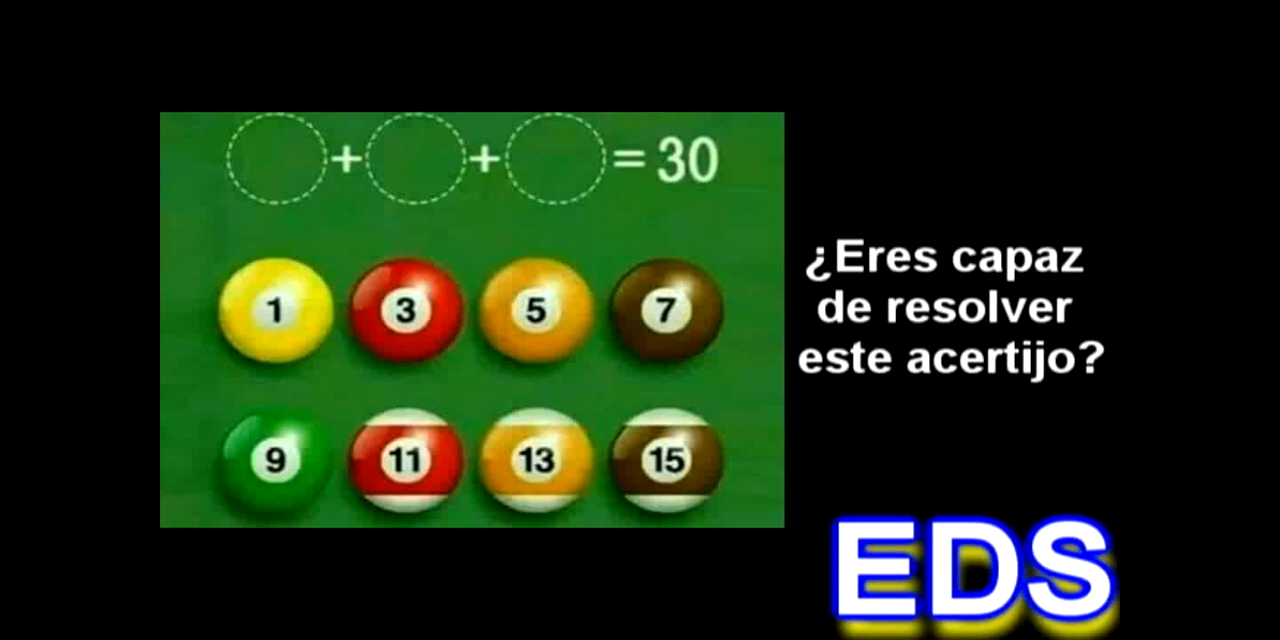 + + = 30
1 3 5 7
9 11 13 15
¿Eres capaz
de resolver
este acertijo?
EDS